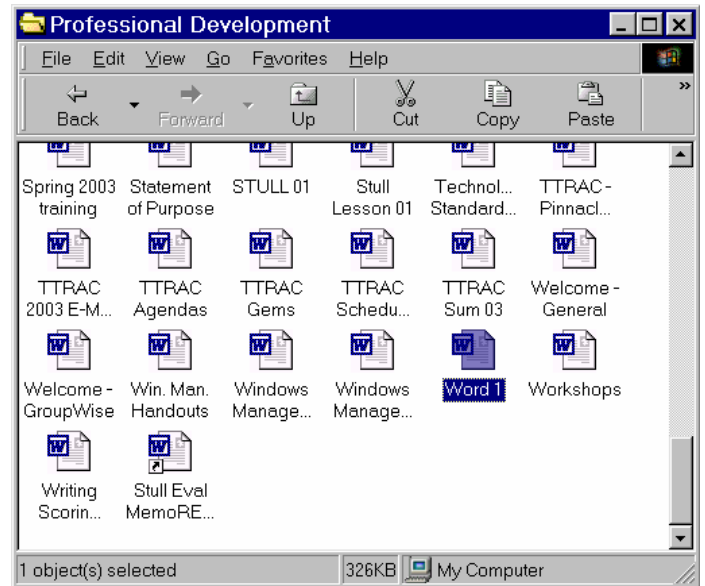 Professional Development
File Edit View Go Favorites Help
Back Forward Up Cut Copy Paste »
Spring 2003 Statement STULL 01 Stull Technol... TTRAC-
training of Purpose Lesson 01 Standard... Pinnacl...
TTRAC TTRAC TTRAC TTRAC TTRAC Welcome -
2003 E-M... Agendas Gems Schedu... Sum 03 General
Welcome - Win. Man. Windows Windows Word 1 Workshops
GroupWise Handouts Manage... Manage...
Writing Stull Eval
Scorin... MemoRE...
1 object(s) selected 326KB My Computer